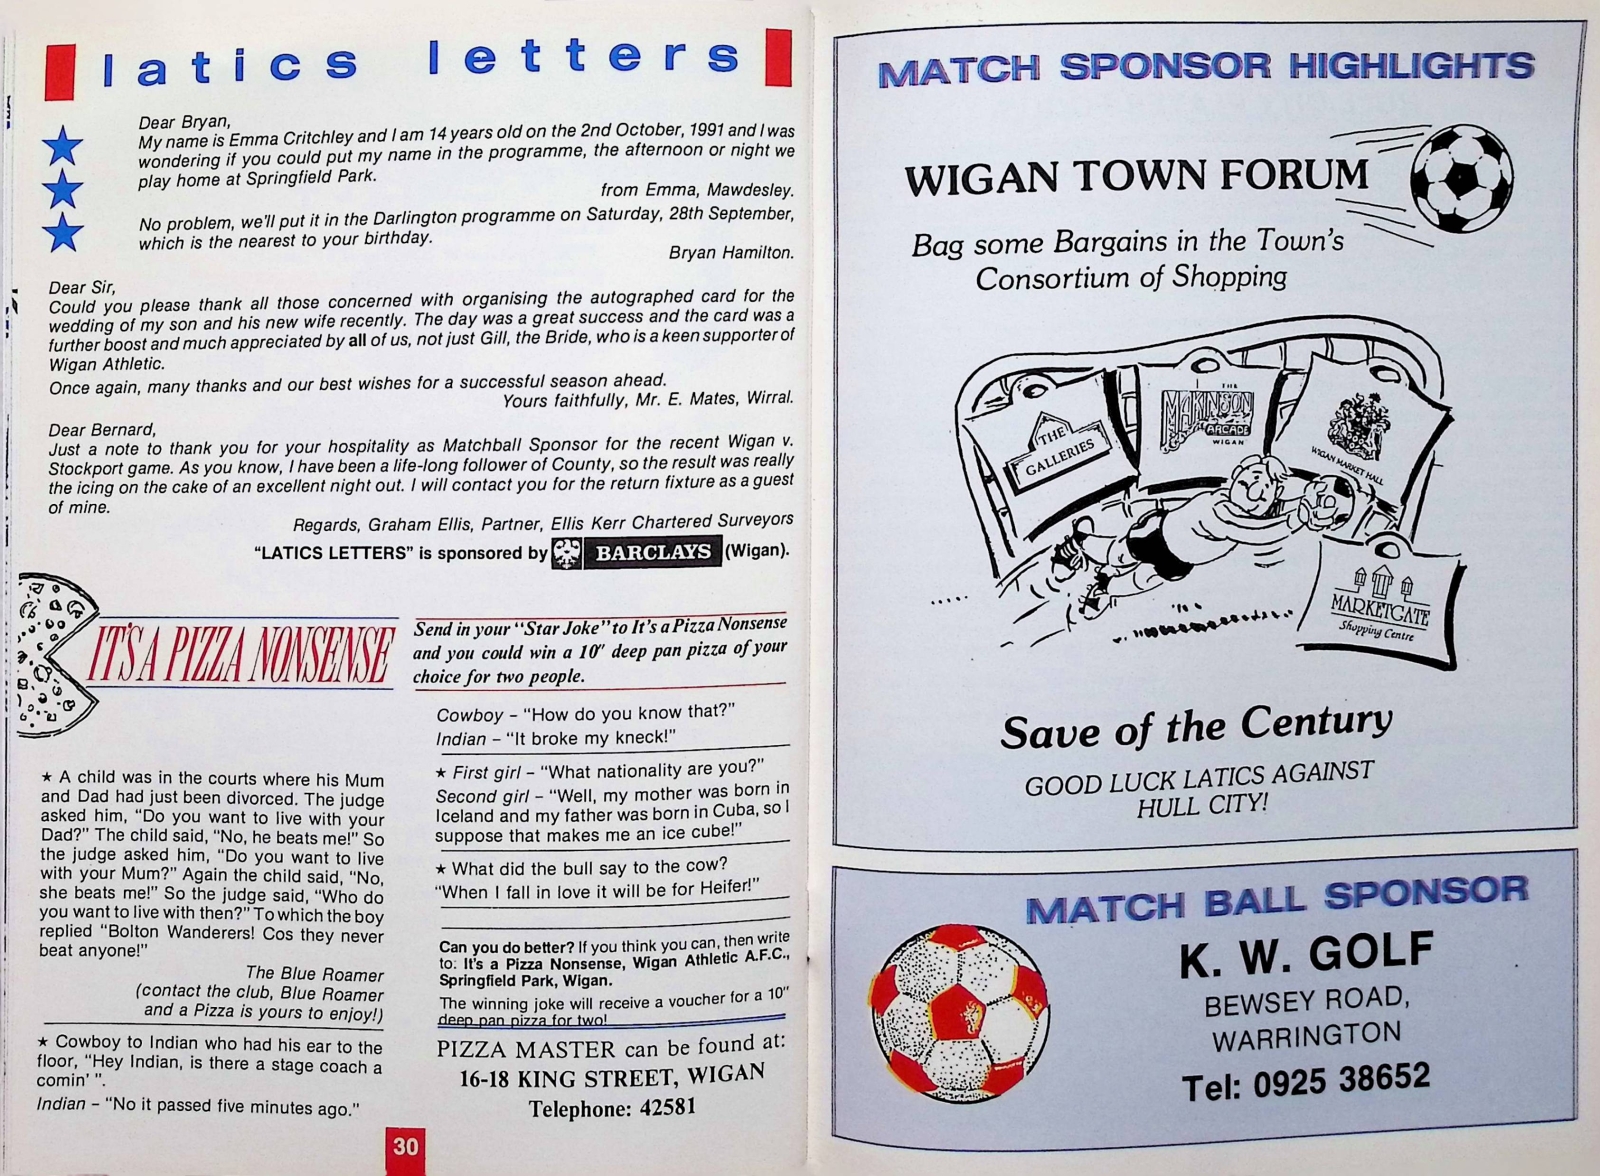 latics letters
Dear Bryan,
My name is Emma Critchley and I am 14 years old on the 2nd October, 1991 and I was
wondering if you could put my name in the programme, the afternoon or night we
play home at Springfield Park.
from Emma, Mawdesley.
No problem, we'll put it in the Darlington programme on Saturday, 28th September,
which is the nearest to your birthday.
Bryan Hamilton.
Dear Sir,
Could you please thank all those concerned with organising the autographed card for the
wedding of my son and his new wife recently. The day was a great success and the card was a
further boost and much appreciated by all of us, not just Gill, the Bride, who is a keen supporter of
Wigan Athletic.
Once again, many thanks and our best wishes for a successful season ahead.
Yours faithfully, Mr. E. Mates, Wirral.
Dear Bernard,
Just a note to thank you for your hospitality as Matchball Sponsor for the recent Wigan v.
Stockport game. As you know, I have been a life-long follower of County, so the result was really
the icing on the cake of an excellent night out. I will contact you for the return fixture as a guest
of mine.
Regards, Graham Ellis, Partner, Ellis Kerr Chartered Surveyors
"LATICS LETTERS" is sponsored by BARCLAYS (Wigan).
IT'S A PIZZA NONSENSE
Send in your "Star Joke" to It's a Pizza Nonsense
and you could win a 10" deep pan pizza of your
choice for two people.
★ A child was in the courts where his Mum
and Dad had just been divorced. The judge
asked him, "Do you want to live with your
Dad?" The child said, "No, he beats me!" So
the judge asked him, "Do you want to live
with your Mum?" Again the child said, "No,
she beats me!" So the judge said, "Who do
you want to live with then?" To which the boy
replied "Bolton Wanderers! Cos they never
beat anyone!"
The Blue Roamer
(contact the club, Blue Roamer
and a Pizza is yours to enjoy!)
★ Cowboy to Indian who had his ear to the
floor, "Hey Indian, is there a stage coach a
comin' ".
Indian – "No it passed five minutes ago."
Cowboy – "How do you know that?"
Indian – "It broke my kneck!"
★ First girl – "What nationality are you?"
Second girl – "Well, my mother was born in
Iceland and my father was born in Cuba, so I
suppose that makes me an ice cube!"
★ What did the bull say to the cow?
"When I fall in love it will be for Heifer!"
Can you do better? If you think you can, then write
to: It's a Pizza Nonsense, Wigan Athletic A.F.C.,
Springfield Park, Wigan.
The winning joke will receive a voucher for a 10"
deep pan pizza for two!
PIZZA MASTER can be found at:
16-18 KING STREET, WIGAN
Telephone: 42581
30
MATCH SPONSOR HIGHLIGHTS
WIGAN TOWN FORUM
Bag some Bargains in the Town's
Consortium of Shopping
THE
GALLERIES
THE
MAKINSON
ARCADE
WIGAN
WIGAN MARKET HALL
MARKETGATE
Shopping Centre
Save of the Century
GOOD LUCK LATICS AGAINST
HULL CITY!
MATCH BALL SPONSOR
K. W. GOLF
BEWSEY ROAD,
WARRINGTON
Tel: 0925 38652